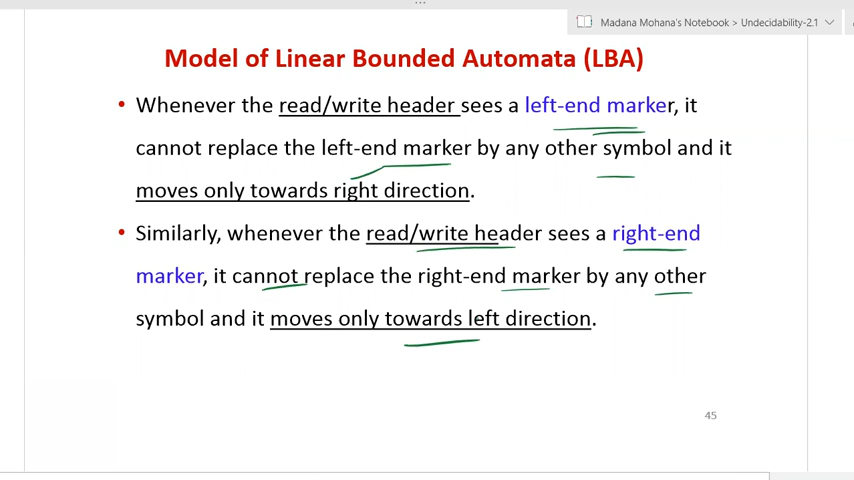 Madana Mohana's Notebook > Undecidability-2.1
Model of Linear Bounded Automata (LBA)
• Whenever the read/write header sees a left-end marker, it
cannot replace the left-end marker by any other symbol and it
moves only towards right direction.
• Similarly, whenever the read/write header sees a right-end
marker, it cannot replace the right-end marker by any other
symbol and it moves only towards left direction.
45